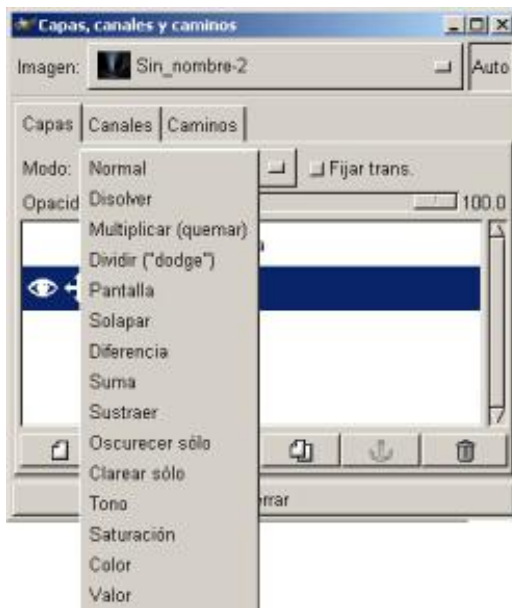 Capas, canales y caminos
Imagen: Sin_nombre-2 Auto
Capas Canales Caminos
Modo: Normal Fijar trans.
Opacid 100.0
Disolver
Multiplicar (quemar)
Dividir ("dodge")
Pantalla
Solapar
Diferencia
Suma
Sustraer
Oscurecer sólo
Clarear sólo
Tono
rrar
Saturación
Color
Valor